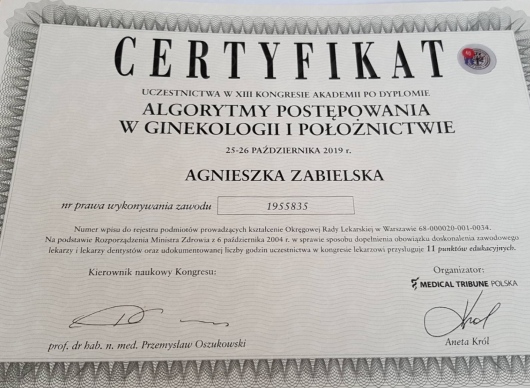 CERTYFIKAT
UCZESTNICTWA W XIII KONGRESIE AKADEMII PO DYPLOMIE
ALGORYTMY POSTĘPOWANIA
W GINEKOLOGII I POŁOŻNICTWIE
25-26 PAŹDZIERNIKA 2019 r.
AGNIESZKA ZABIELSKA
nr prawa wykonywania zawodu 1955835
Numer wpisu do rejestru podmiotów prowadzących kształcenie Okręgowej Rady Lekarskiej w Warszawie 68-000020-001-0034.
Na podstawie Rozporządzenia Ministra Zdrowia z 6 października 2004 r. w sprawie sposobu dopełnienia obowiązku doskonalenia zawodowego
lekarzy i lekarzy dentystów oraz udokumentowanej liczby godzin uczestnictwa w kongresie lekarzowi przysługuje 11 punktów edukacyjnych.
Kierownik naukowy Kongresu:
Organizator:
MEDICAL TRIBUNE POLSKA
prof. dr hab. n. med. Przemysław Oszukowski
Aneta Król